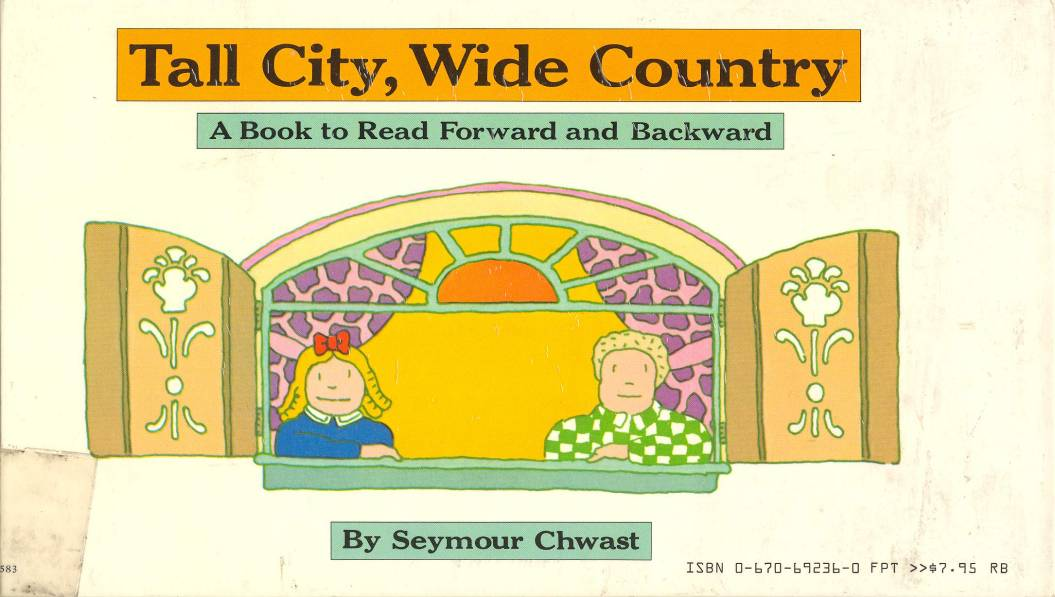 Tall City, Wide Country
A Book to Read Forward and Backward
By Seymour Chwast
583
ISBN 0-670-69236-0 FPT >>$7.95 RB